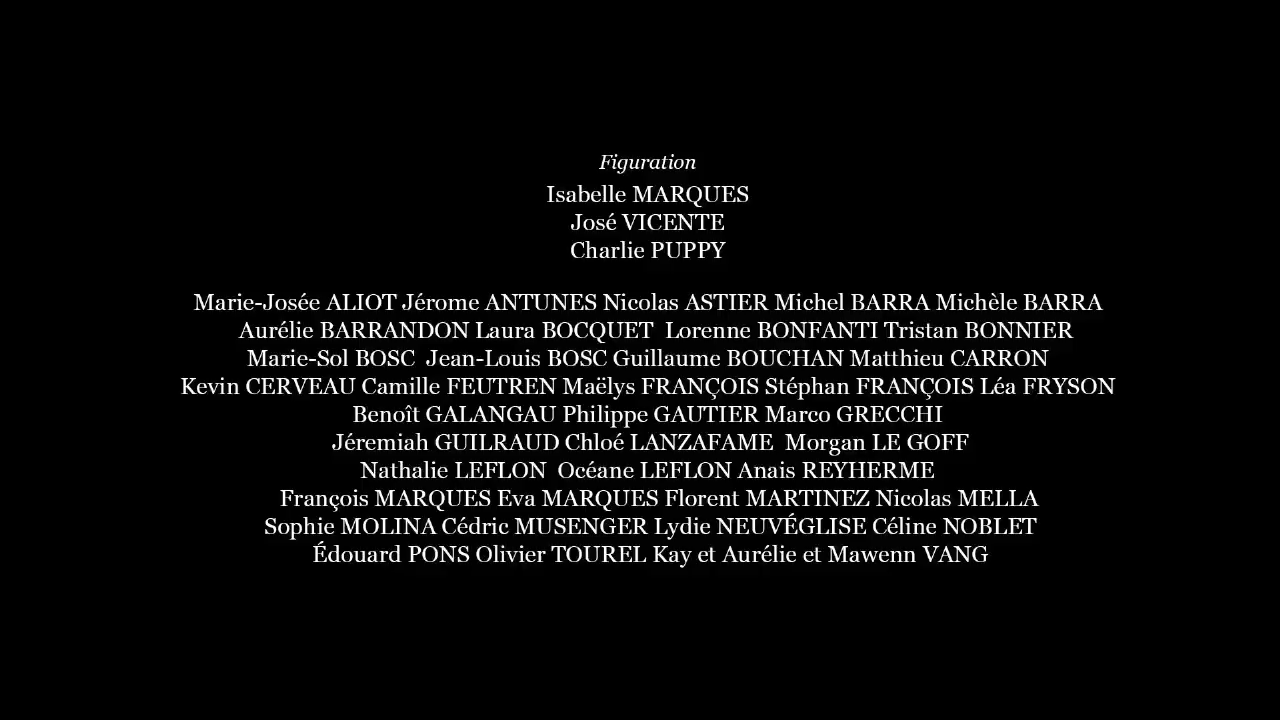 Figuration
Isabelle MARQUES
José VICENTE
Charlie PUPPY
Marie-Josée ALIOT Jérome ANTUNES Nicolas ASTIER Michel BARRA Michèle BARRA
Aurélie BARRANDON Laura BOCQUET Lorenne BONFANTI Tristan BONNIER
Marie-Sol BOSC Jean-Louis BOSC Guillaume BOUCHAN Matthieu CARRON
Kevin CERVEAU Camille FEUTREN Maëlys FRANÇOIS Stéphan FRANÇOIS Léa FRYSON
Benoît GALANGAU Philippe GAUTIER Marco GRECCHI
Jéremiah GUILRAUD Chloé LANZAFAME Morgan LE GOFF
Nathalie LEFLON Océane LEFLON Anais REYHERME
François MARQUES Eva MARQUES Florent MARTINEZ Nicolas MELLA
Sophie MOLINA Cédric MUSENGER Lydie NEUVÉGLISE Céline NOBLET
Édouard PONS Olivier TOUREL Kay et Aurélie et Mawenn VANG